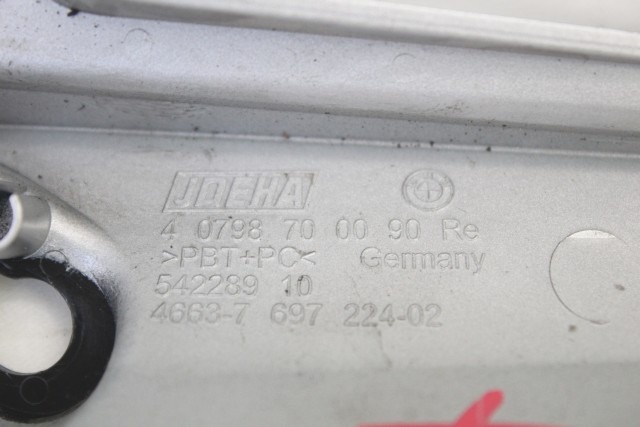 JOEHA
4 0798 70 00 90 Re
>PBT+PC< Germany
542289 10
4663-7 697 224-02